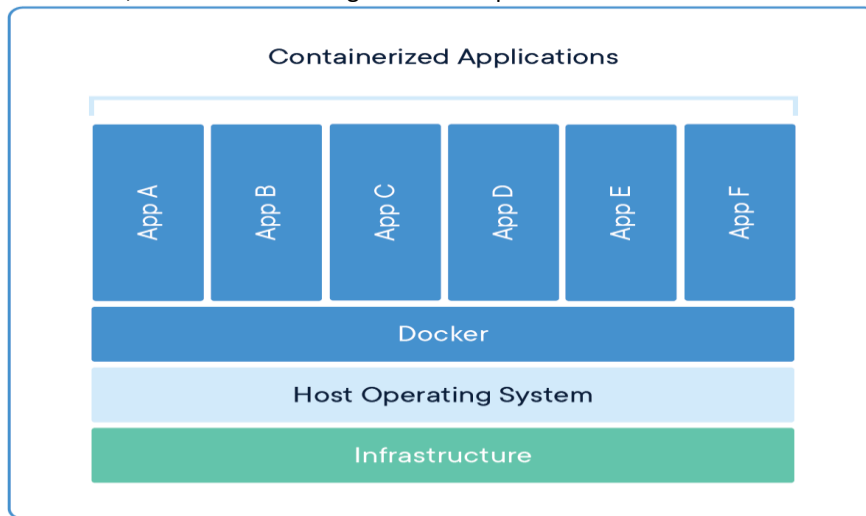 Containerized Applications
App A
App B
App C
App D
App E
App F
Docker
Host Operating System
Infrastructure